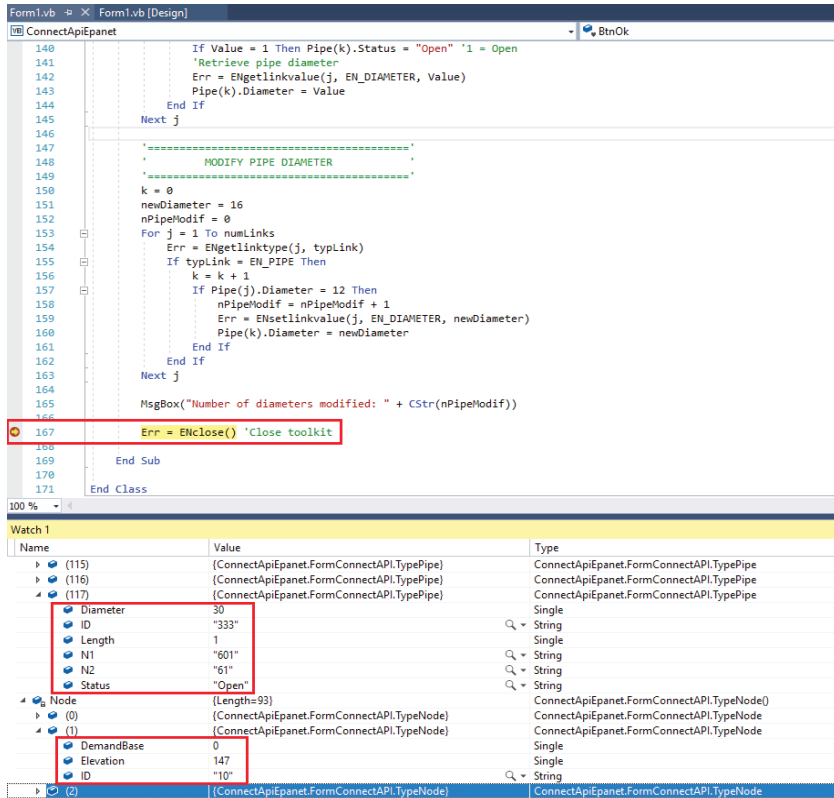 Form1.vb Form1.vb [Design]
VB ConnectApiEpanet BtnOk
140 If Value = 1 Then Pipe(k).Status = "Open" '1 = Open
141 'Retrieve pipe diameter
142 Err = ENgetlinkvalue(j, EN_DIAMETER, Value)
143 Pipe(k).Diameter = Value
144 End If
145 Next j
146
147 '=========================================='
148 ' MODIFY PIPE DIAMETER '
149 '=========================================='
150 k = 0
151 newDiameter = 16
152 nPipeModif = 0
153 For j = 1 To numLinks
154 Err = ENgetlinktype(j, typLink)
155 If typLink = EN_PIPE Then
156 k = k + 1
157 If Pipe(j).Diameter = 12 Then
158 nPipeModif = nPipeModif + 1
159 Err = ENsetlinkvalue(j, EN_DIAMETER, newDiameter)
160 Pipe(k).Diameter = newDiameter
161 End If
162 End If
163 Next j
164
165 MsgBox("Number of diameters modified: " + CStr(nPipeModif))
166
167 Err = ENclose() 'Close toolkit
168
169 End Sub
170
171 End Class
100 %
Watch 1
Name Value Type
(115) {ConnectApiEpanet.FormConnectAPI.TypePipe} ConnectApiEpanet.FormConnectAPI.TypePipe
(116) {ConnectApiEpanet.FormConnectAPI.TypePipe} ConnectApiEpanet.FormConnectAPI.TypePipe
(117) {ConnectApiEpanet.FormConnectAPI.TypePipe} ConnectApiEpanet.FormConnectAPI.TypePipe
Diameter 30 Single
ID "333" String
Length 1 Single
N1 "601" String
N2 "61" String
Status "Open" String
Node {Length=93} ConnectApiEpanet.FormConnectAPI.TypeNode()
(0) {ConnectApiEpanet.FormConnectAPI.TypeNode} ConnectApiEpanet.FormConnectAPI.TypeNode
(1) {ConnectApiEpanet.FormConnectAPI.TypeNode} ConnectApiEpanet.FormConnectAPI.TypeNode
DemandBase 0 Single
Elevation 147 Single
ID "10" String
(2) {ConnectApiEpanet.FormConnectAPI.TypeNode} ConnectApiEpanet.FormConnectAPI.TypeNode